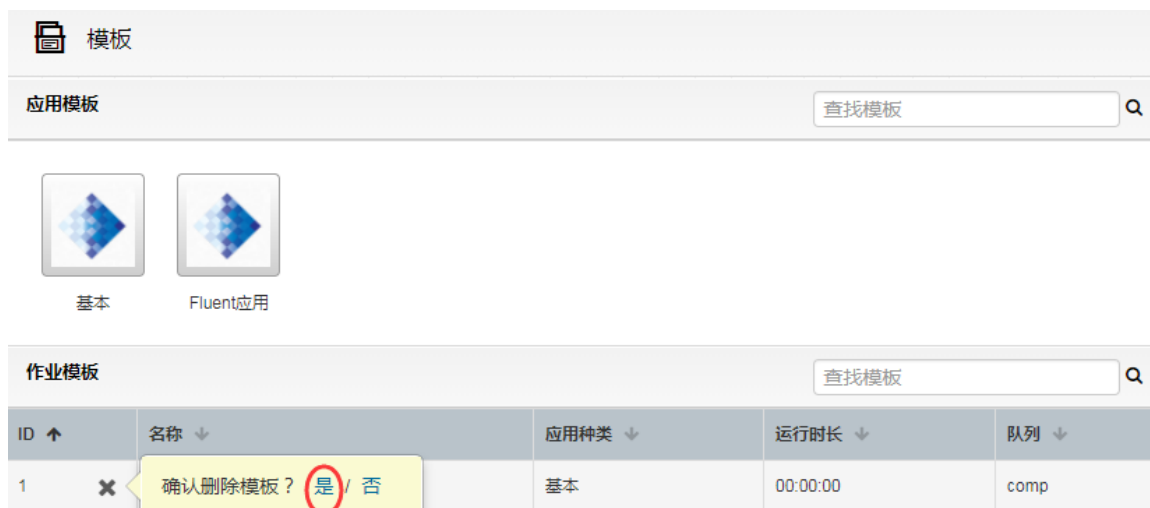 模板
应用模板 查找模板
基本 Fluent应用
作业模板 查找模板
ID 名称 应用种类 运行时长 队列
1 确认删除模板？ 是 / 否 基本 00:00:00 comp